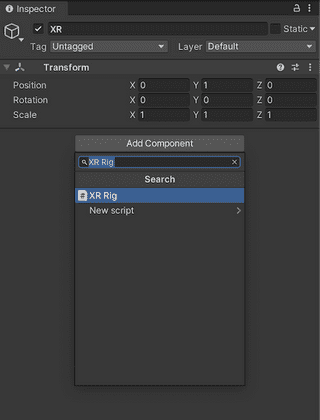 Inspector
XR
Static
Tag Untagged Layer Default
Transform
Position X 0 Y 1 Z 0
Rotation X 0 Y 0 Z 0
Scale X 1 Y 1 Z 1
Add Component
XR Rig
Search
XR Rig
New script